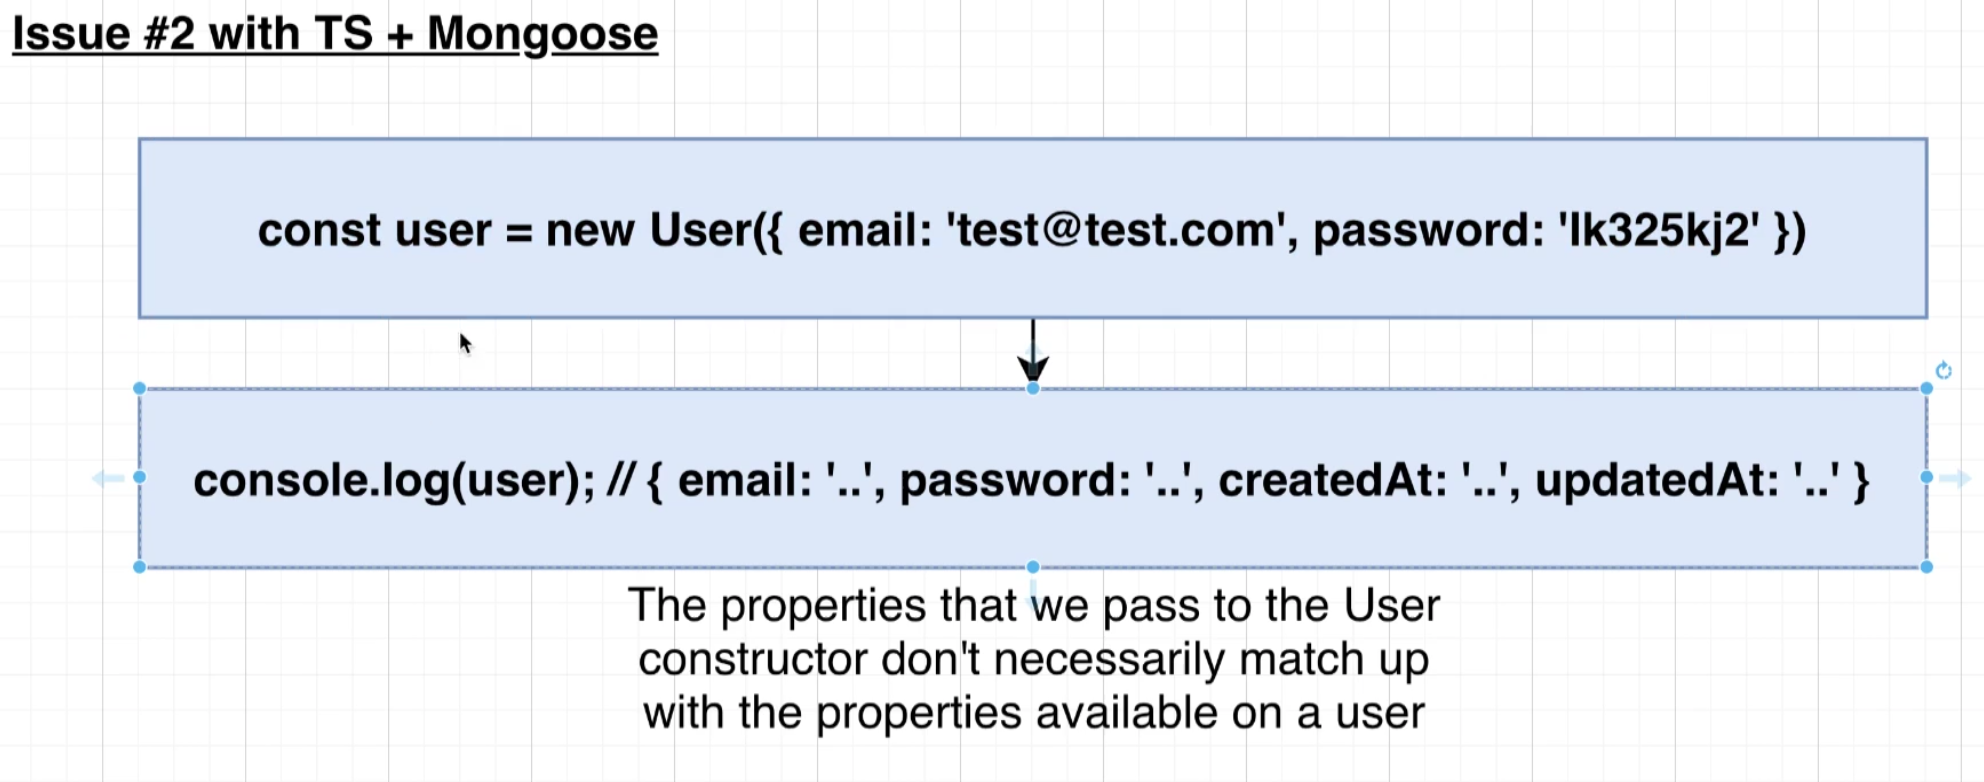 Issue #2 with TS + Mongoose
const user = new User({ email: 'test@test.com', password: 'lk325kj2' })
console.log(user); // { email: '..', password: '..', createdAt: '..', updatedAt: '..' }
The properties that we pass to the User
constructor don't necessarily match up
with the properties available on a user